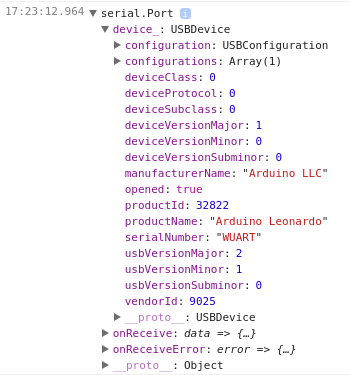 17:23:12.964 ▼ serial.Port i
▼ device_: USBDevice
▶ configuration: USBConfiguration
▶ configurations: Array(1)
deviceClass: 0
deviceProtocol: 0
deviceSubclass: 0
deviceVersionMajor: 1
deviceVersionMinor: 0
deviceVersionSubminor: 0
manufacturerName: "Arduino LLC"
opened: true
productId: 32822
productName: "Arduino Leonardo"
serialNumber: "WUART"
usbVersionMajor: 2
usbVersionMinor: 1
usbVersionSubminor: 0
vendorId: 9025
▶ __proto__: USBDevice
▶ onReceive: data => {…}
▶ onReceiveError: error => {…}
▶ __proto__: Object